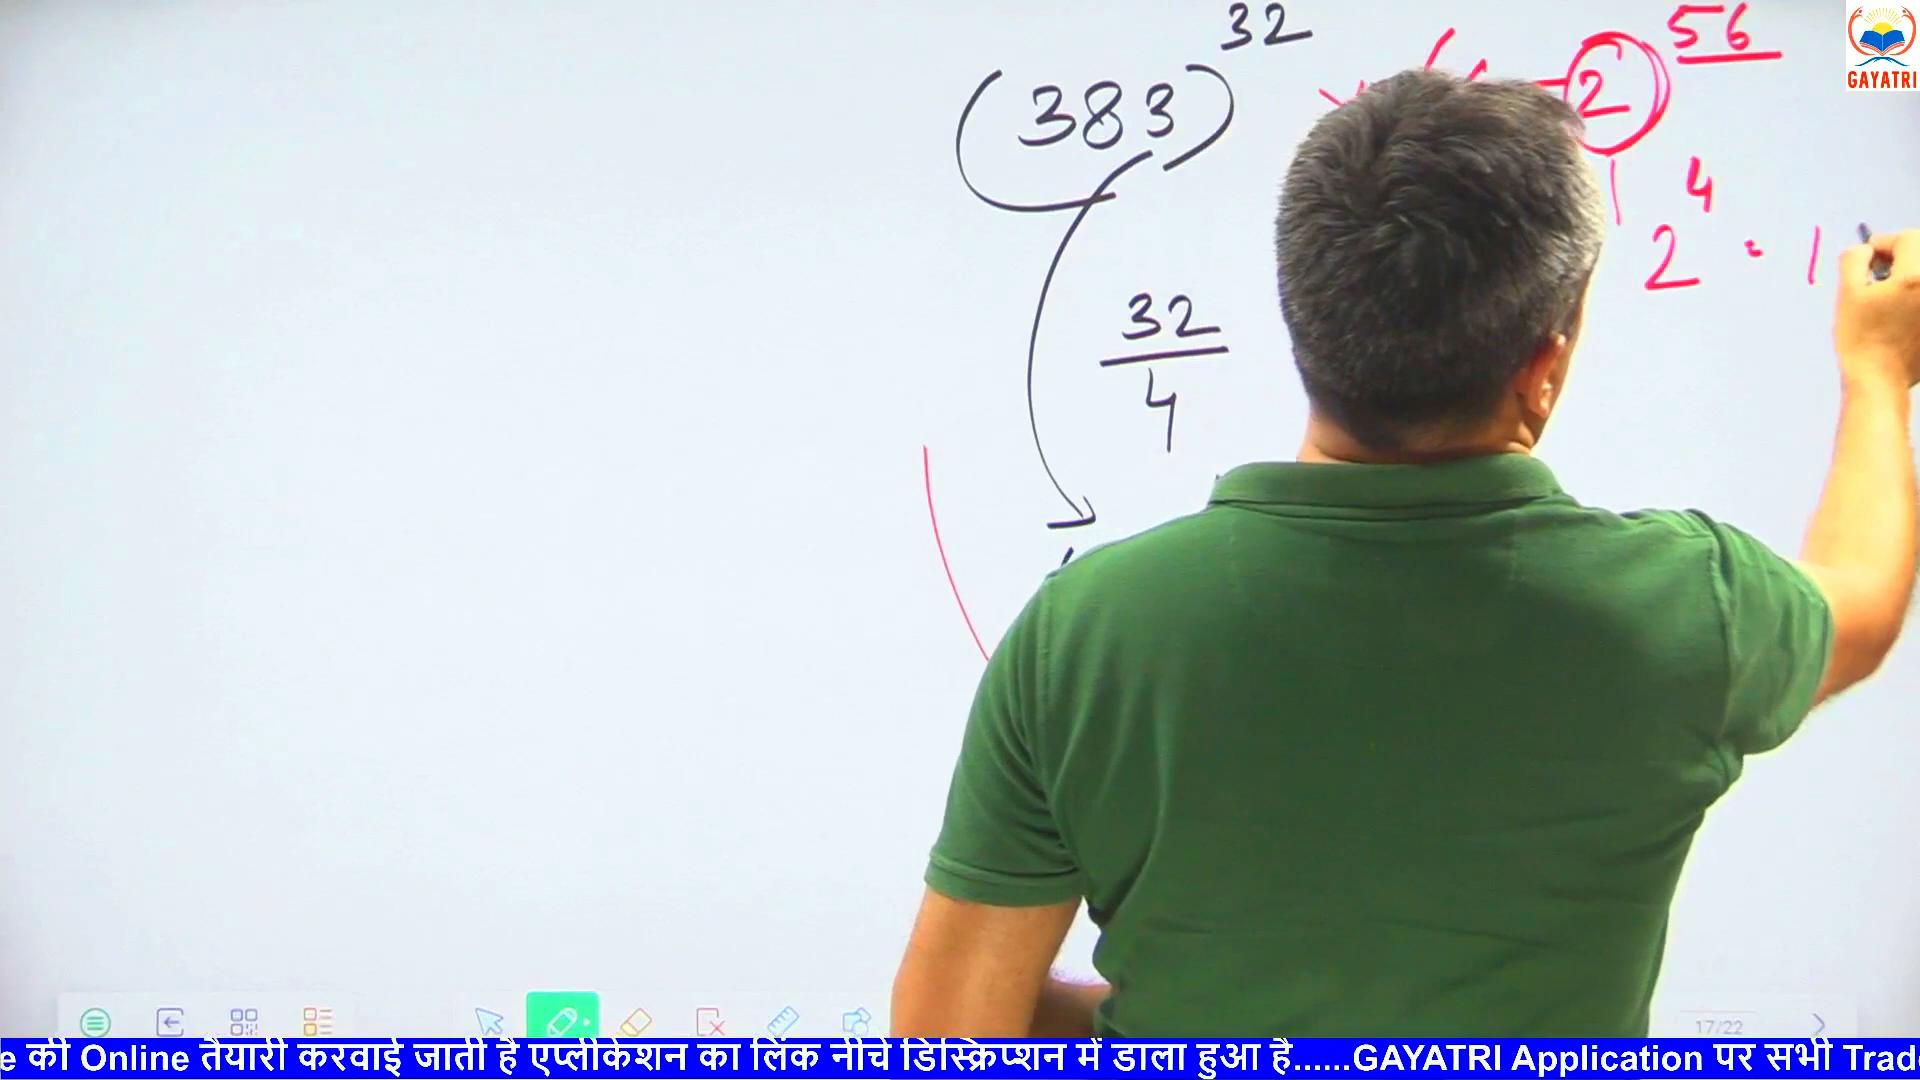 (383)^32
56
2
GAYATRI
2^4 = 1
32
4
17/22
e की Online तैयारी करवाई जाती है एप्लीकेशन का लिंक नीचे डिस्क्रिप्शन में डाला हुआ है......GAYATRI Application पर सभी Trad